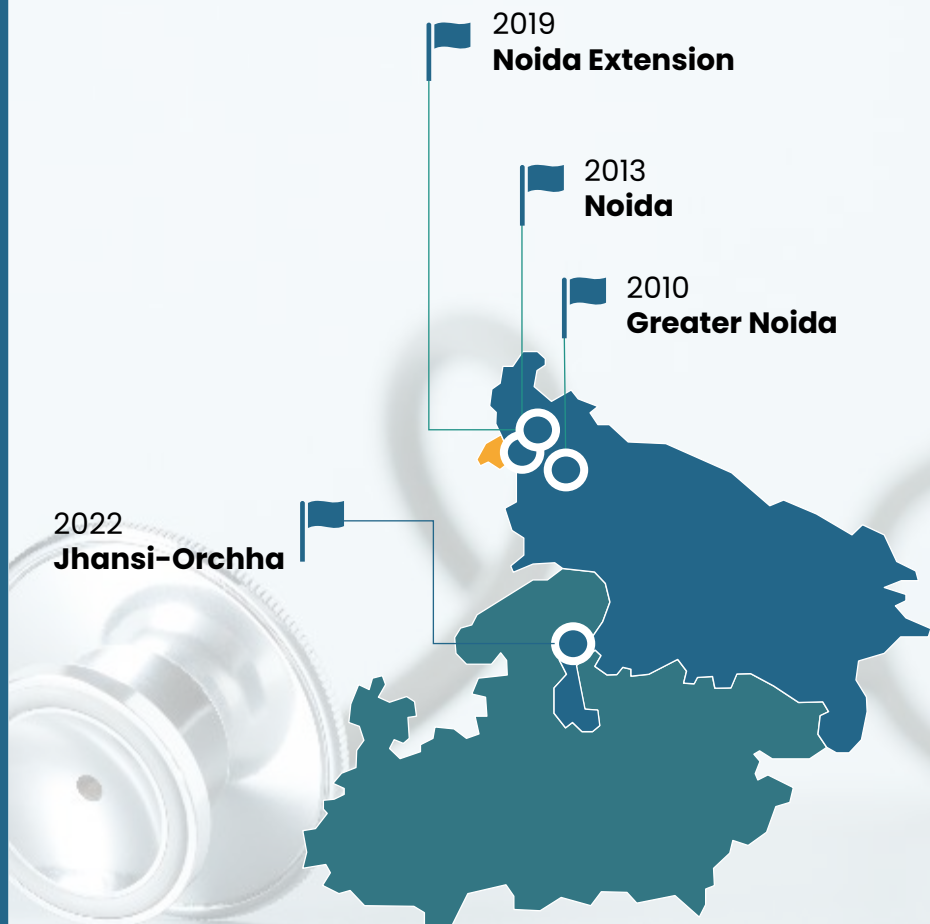 2019
Noida Extension
2013
Noida
2010
Greater Noida
2022
Jhansi-Orchha